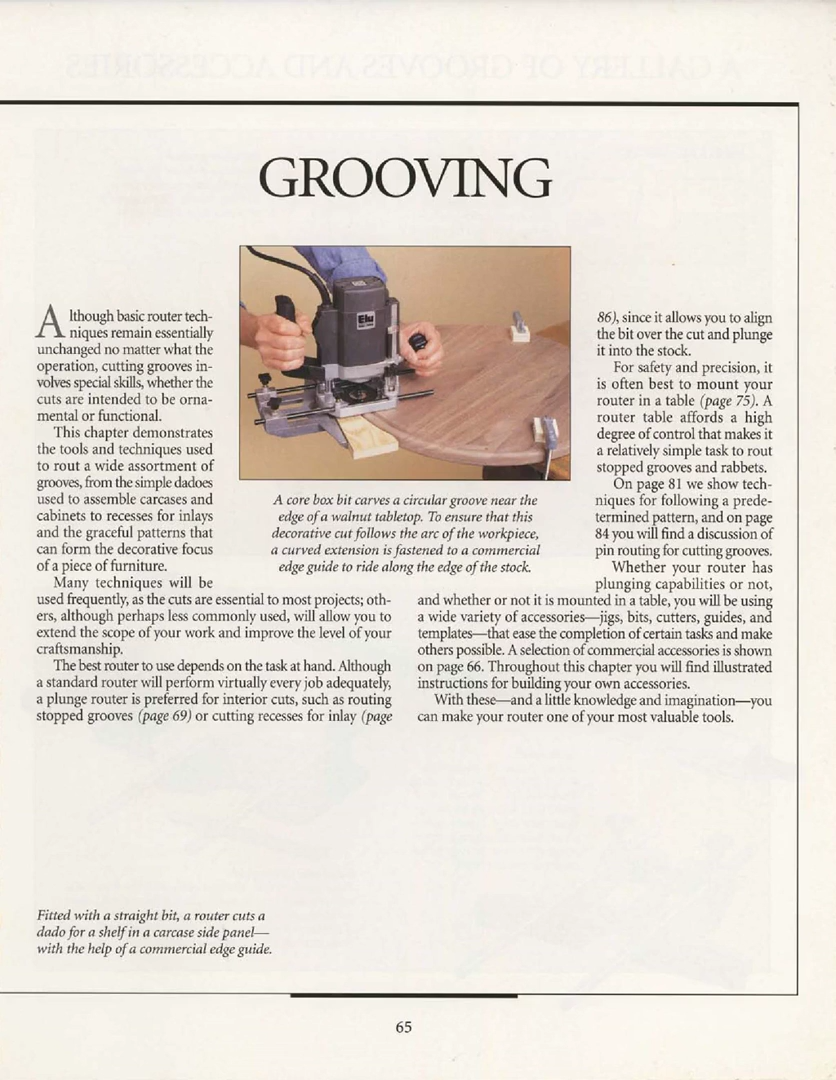 GROOVING
Elu
Although basic router tech-
niques remain essentially
unchanged no matter what the
operation, cutting grooves in-
volves special skills, whether the
cuts are intended to be orna-
mental or functional.
This chapter demonstrates
the tools and techniques used
to rout a wide assortment of
grooves, from the simple dadoes
used to assemble carcases and
cabinets to recesses for inlays
and the graceful patterns that
can form the decorative focus
of a piece of furniture.
Many techniques will be
used frequently, as the cuts are essential to most projects; oth-
ers, although perhaps less commonly used, will allow you to
extend the scope of your work and improve the level of your
craftsmanship.
The best router to use depends on the task at hand. Although
a standard router will perform virtually every job adequately,
a plunge router is preferred for interior cuts, such as routing
stopped grooves (page 69) or cutting recesses for inlay (page
A core box bit carves a circular groove near the
edge of a walnut tabletop. To ensure that this
decorative cut follows the arc of the workpiece,
a curved extension is fastened to a commercial
edge guide to ride along the edge of the stock.
86), since it allows you to align
the bit over the cut and plunge
it into the stock.
For safety and precision, it
is often best to mount your
router in a table (page 75). A
router table affords a high
degree of control that makes it
a relatively simple task to rout
stopped grooves and rabbets.
On page 81 we show tech-
niques for following a prede-
termined pattern, and on page
84 you will find a discussion of
pin routing for cutting grooves.
Whether your router has
plunging capabilities or not,
and whether or not it is mounted in a table, you will be using
a wide variety of accessories—jigs, bits, cutters, guides, and
templates—that ease the completion of certain tasks and make
others possible. A selection of commercial accessories is shown
on page 66. Throughout this chapter you will find illustrated
instructions for building your own accessories.
With these—and a little knowledge and imagination—you
can make your router one of your most valuable tools.
Fitted with a straight bit, a router cuts a
dado for a shelf in a carcase side panel—
with the help of a commercial edge guide.
65